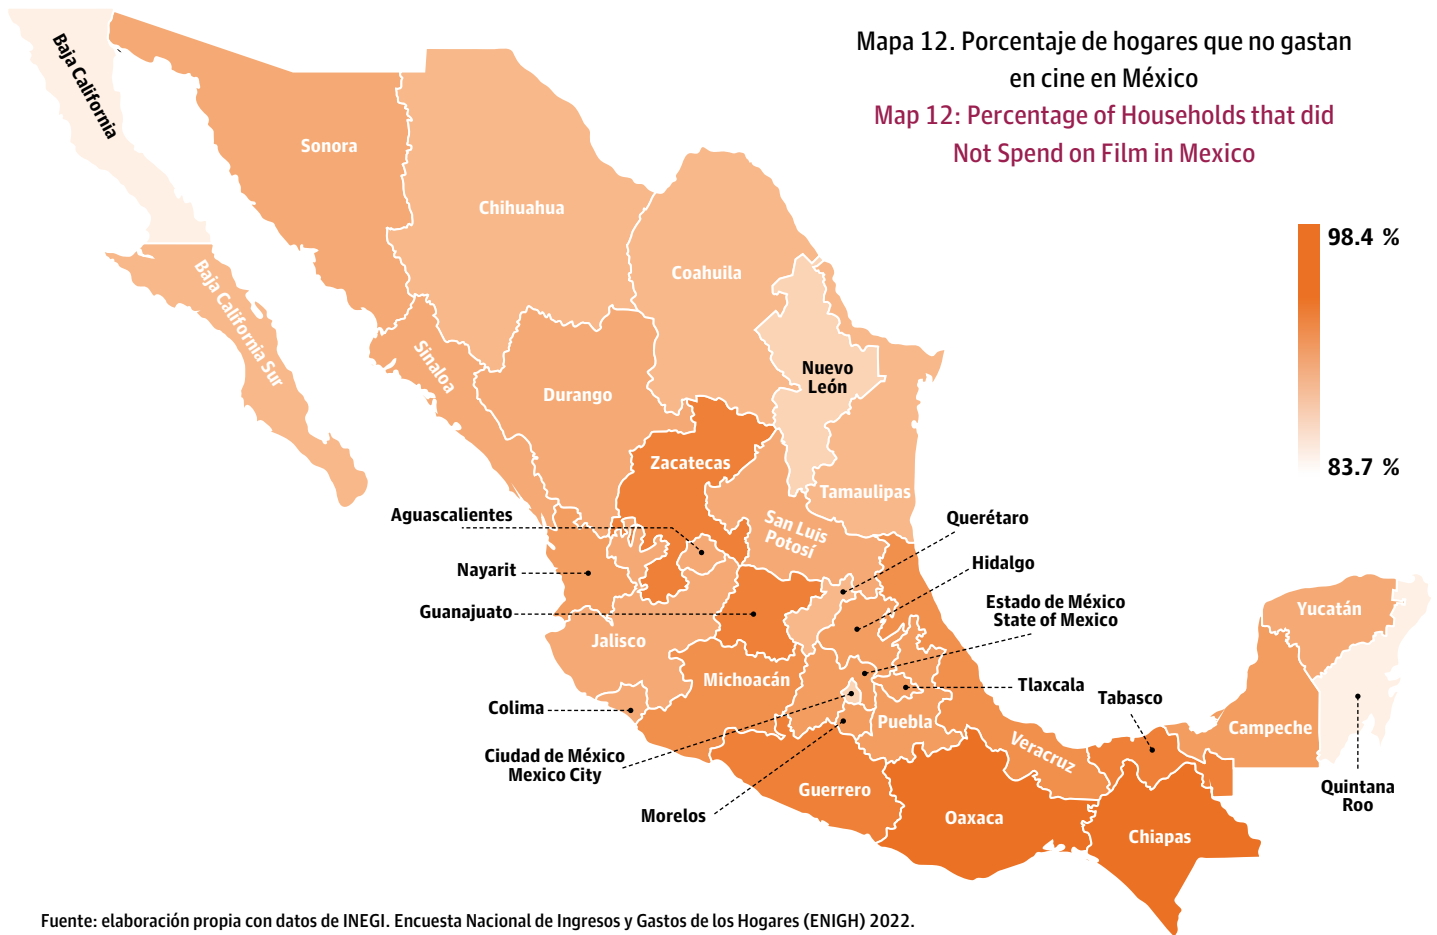 Mapa 12. Porcentaje de hogares que no gastan
en cine en México
Map 12: Percentage of Households that did
Not Spend on Film in Mexico
98.4 %
83.7 %
Baja California
Sonora
Chihuahua
Coahuila
Baja California Sur
Sinaloa
Durango
Nuevo
León
Zacatecas
Tamaulipas
Aguascalientes
San Luis
Potosí
Querétaro
Nayarit
Hidalgo
Guanajuato
Estado de México
State of Mexico
Yucatán
Jalisco
Michoacán
Tlaxcala
Colima
Tabasco
Puebla
Campeche
Ciudad de México
Mexico City
Veracruz
Quintana
Roo
Guerrero
Morelos
Oaxaca
Chiapas
Fuente: elaboración propia con datos de INEGI. Encuesta Nacional de Ingresos y Gastos de los Hogares (ENIGH) 2022.